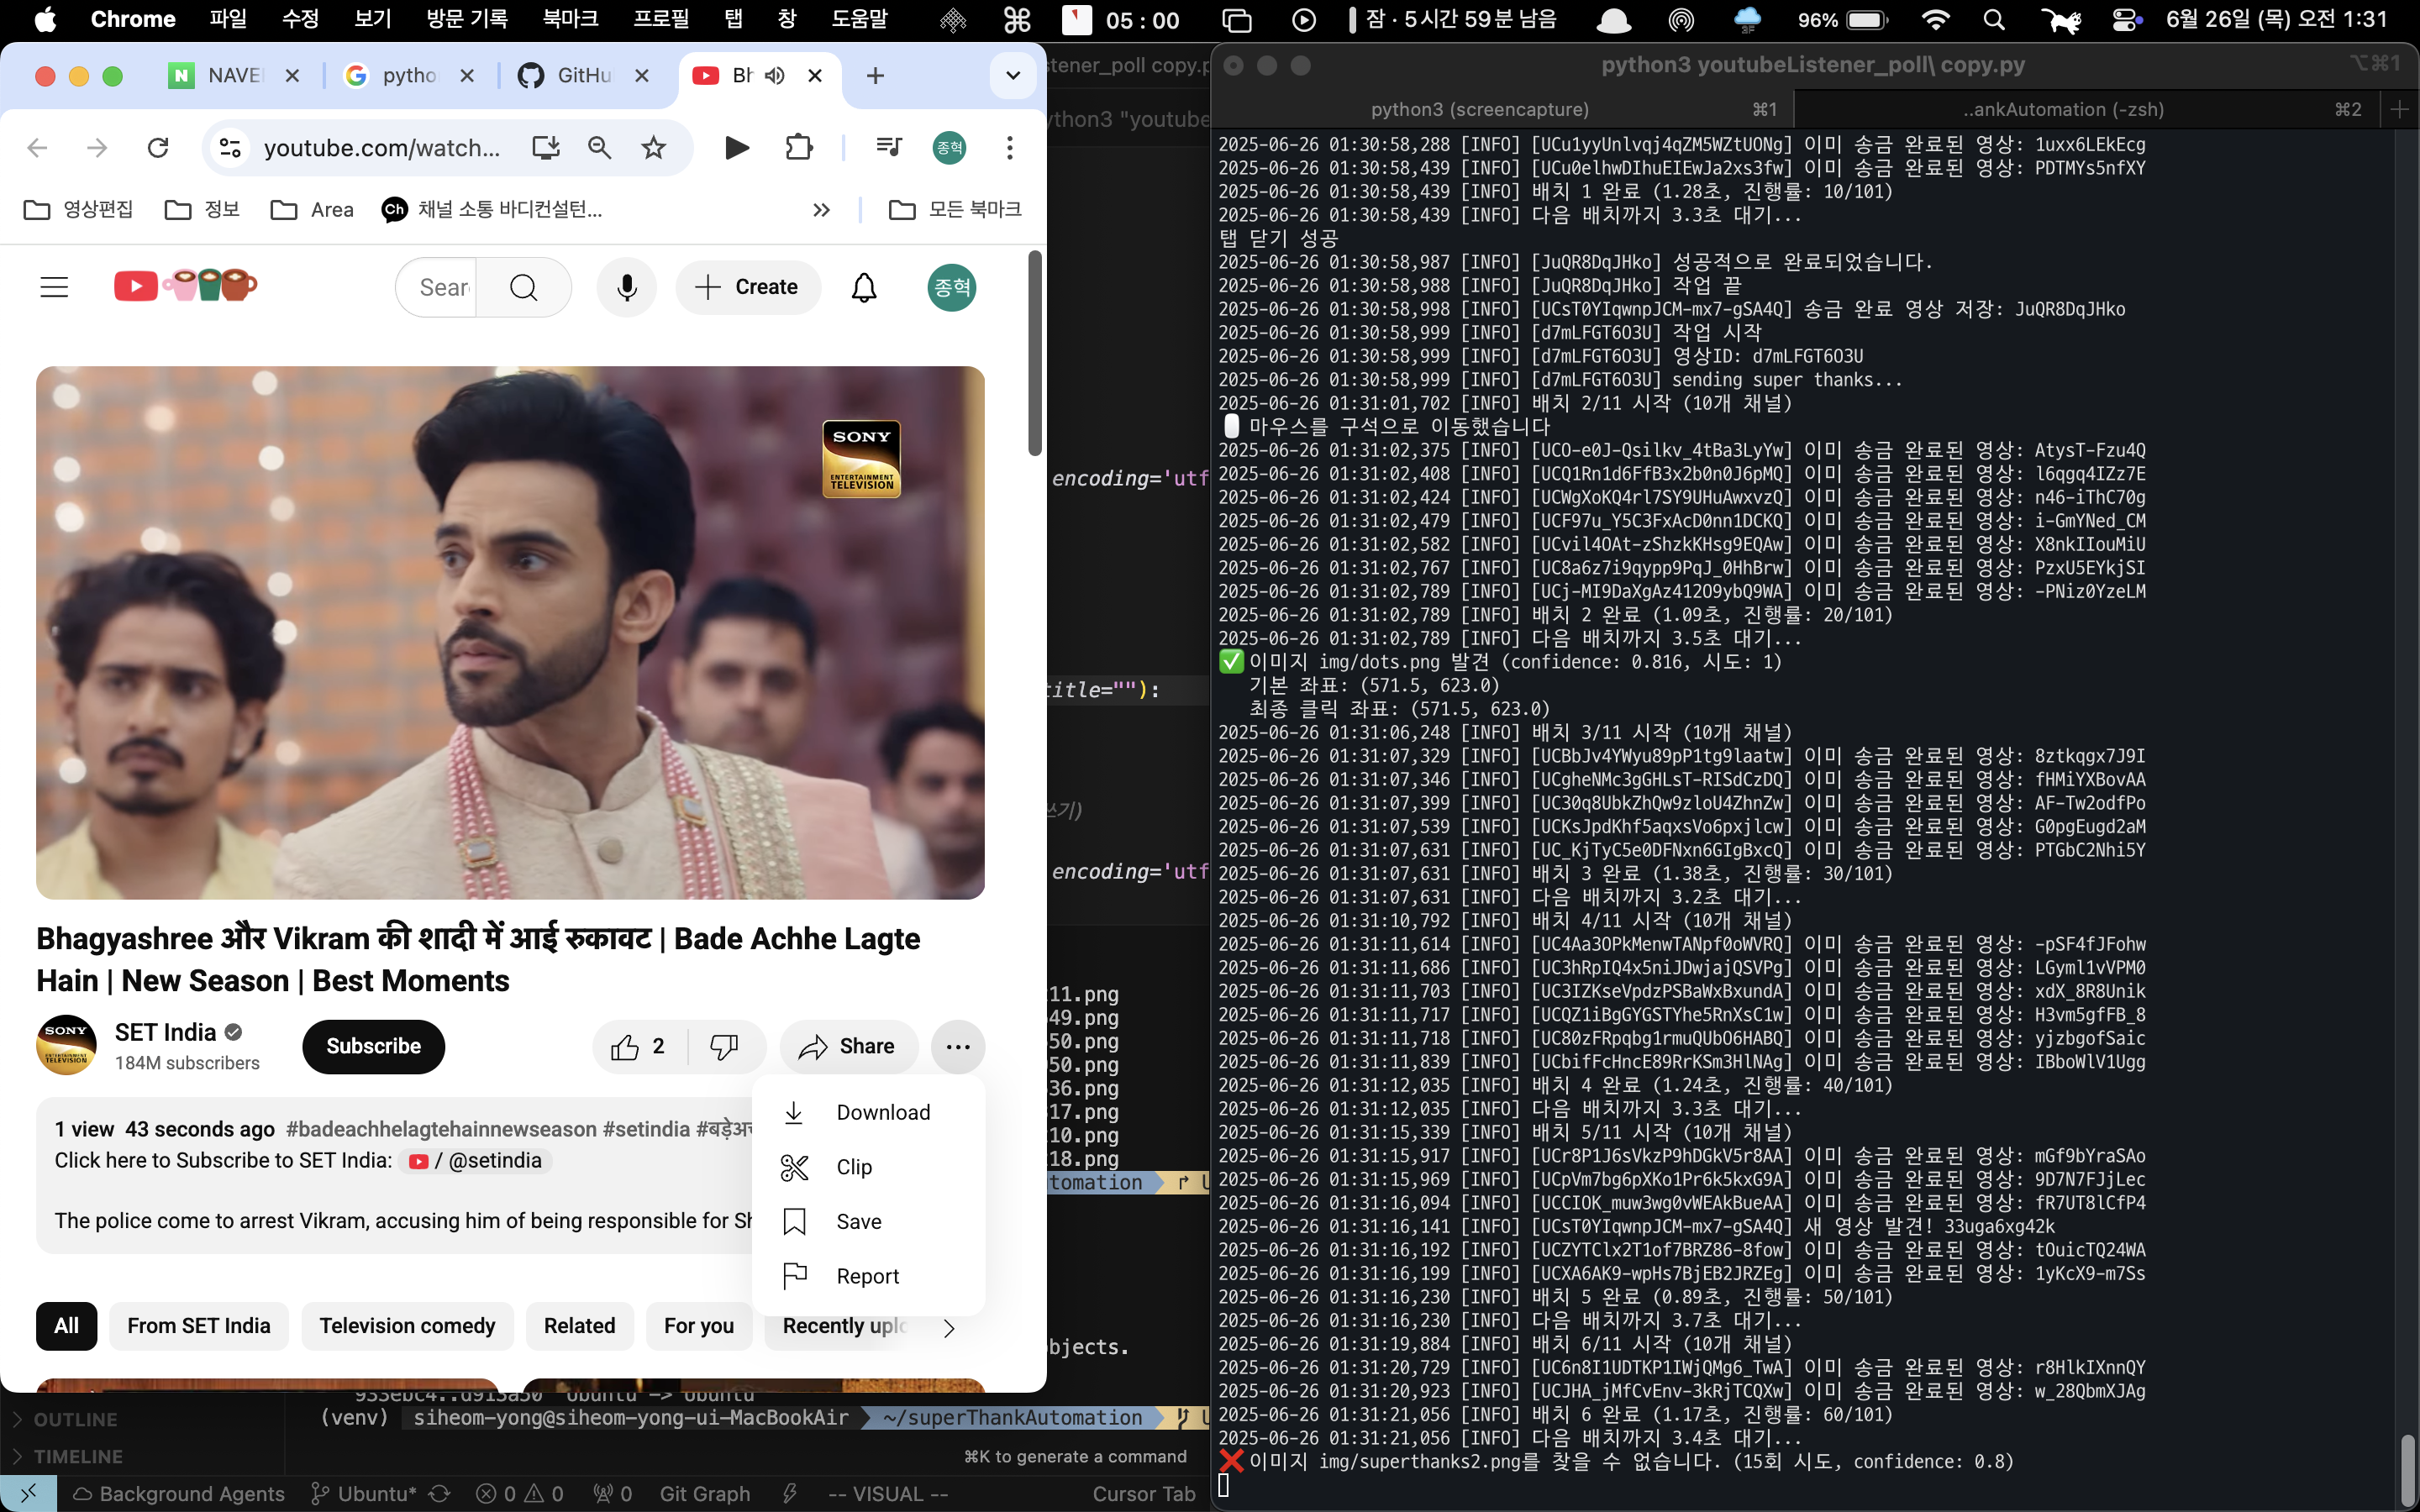 Chrome 파일 수정 보기 방문 기록 북마크 프로필 탭 창 도움말 05 : 00 잠 · 5시간 59분 남음 3F 96% 6월 26일 (목) 오전 1:31
NAVE pytho GitHu Bh
youtube.com/watch... 종혁
영상편집 정보 Area Ch 채널 소통 바디컨설턴... » 모든 북마크
Sear Create 종혁
SONY
ENTERTAINMENT
TELEVISION
Bhagyashree और Vikram की शादी में आई रुकावट | Bade Achhe Lagte
Hain | New Season | Best Moments
SONY
ENTERTAINMENT
TELEVISION
SET India
184M subscribers
Subscribe
2
Share
Download
Clip
Save
Report
1 view 43 seconds ago #badeachhelagtehainnewseason #setindia
Click here to Subscribe to SET India: / @setindia
The police come to arrest Vikram, accusing him of being responsible for Sh
All From SET India Television comedy Related For you Recently uplo
stener_poll copy.p
ython3 "youtube
encoding='utf
title=""):
쓰기)
encoding='utf
11.png
49.png
50.png
50.png
36.png
17.png
10.png
18.png
tomation
bjects.
933ebc4..d913a50 Ubuntu -> Ubuntu
(venv) siheom-yong@siheom-yong-ui-MacBookAir ~/superThankAutomation
OUTLINE
TIMELINE
⌘K to generate a command
Background Agents Ubuntu* 0 0 0 Git Graph -- VISUAL -- Cursor Tab
python3 youtubeListener_poll\ copy.py ⌥⌘1
python3 (screencapture) ⌘1 ..ankAutomation (-zsh) ⌘2
2025-06-26 01:30:58,288 [INFO] [UCu1yyUnlvqj4qZM5WZtUONg] 이미 송금 완료된 영상: 1uxx6LEkEcg
2025-06-26 01:30:58,439 [INFO] [UCu0elhwDIhuEIEwJa2xs3fw] 이미 송금 완료된 영상: PDTMYs5nfXY
2025-06-26 01:30:58,439 [INFO] 배치 1 완료 (1.28초, 진행률: 10/101)
2025-06-26 01:30:58,439 [INFO] 다음 배치까지 3.3초 대기...
탭 닫기 성공
2025-06-26 01:30:58,987 [INFO] [JuQR8DqJHko] 성공적으로 완료되었습니다.
2025-06-26 01:30:58,988 [INFO] [JuQR8DqJHko] 작업 끝
2025-06-26 01:30:58,998 [INFO] [UCsT0YIqwnpJCM-mx7-gSA4Q] 송금 완료 영상 저장: JuQR8DqJHko
2025-06-26 01:30:58,999 [INFO] [d7mLFGT6O3U] 작업 시작
2025-06-26 01:30:58,999 [INFO] [d7mLFGT6O3U] 영상ID: d7mLFGT6O3U
2025-06-26 01:30:58,999 [INFO] [d7mLFGT6O3U] sending super thanks...
2025-06-26 01:31:01,702 [INFO] 배치 2/11 시작 (10개 채널)
마우스를 구석으로 이동했습니다
2025-06-26 01:31:02,375 [INFO] [UCO-e0J-Qsilkv_4tBa3LyYw] 이미 송금 완료된 영상: AtysT-Fzu4Q
2025-06-26 01:31:02,408 [INFO] [UCQ1Rn1d6FfB3x2b0n0J6pMQ] 이미 송금 완료된 영상: l6qgq4IZz7E
2025-06-26 01:31:02,424 [INFO] [UCWgXoKQ4rl7SY9UHuAwxvzQ] 이미 송금 완료된 영상: n46-iThC70g
2025-06-26 01:31:02,479 [INFO] [UCF97u_Y5C3FxAcD0nn1DCKQ] 이미 송금 완료된 영상: i-GmYNed_CM
2025-06-26 01:31:02,582 [INFO] [UCvil4OAt-zShzkKHsg9EQAw] 이미 송금 완료된 영상: X8nkIIouMiU
2025-06-26 01:31:02,767 [INFO] [UC8a6z7i9qypp9PqJ_0HhBrw] 이미 송금 완료된 영상: PzxU5EYkjSI
2025-06-26 01:31:02,789 [INFO] [UCj-MI9DaXgAz412O9ybQ9WA] 이미 송금 완료된 영상: -PNiz0YzeLM
2025-06-26 01:31:02,789 [INFO] 배치 2 완료 (1.09초, 진행률: 20/101)
2025-06-26 01:31:02,789 [INFO] 다음 배치까지 3.5초 대기...
✅ 이미지 img/dots.png 발견 (confidence: 0.816, 시도: 1)
기본 좌표: (571.5, 623.0)
최종 클릭 좌표: (571.5, 623.0)
2025-06-26 01:31:06,248 [INFO] 배치 3/11 시작 (10개 채널)
2025-06-26 01:31:07,329 [INFO] [UCBbJv4YWyu89pP1tg9laatw] 이미 송금 완료된 영상: 8ztkqgx7J9I
2025-06-26 01:31:07,346 [INFO] [UCgheNMc3gGHLsT-RISdCzDQ] 이미 송금 완료된 영상: fHMiYXBovAA
2025-06-26 01:31:07,399 [INFO] [UC30q8UbkZhQw9zloU4ZhnZw] 이미 송금 완료된 영상: AF-Tw2odfPo
2025-06-26 01:31:07,539 [INFO] [UCKsJpdKhf5aqxsVo6pxjlcw] 이미 송금 완료된 영상: G0pgEugd2aM
2025-06-26 01:31:07,631 [INFO] [UC_KjTyC5e0DFNxn6GIgBxcQ] 이미 송금 완료된 영상: PTGbC2Nhi5Y
2025-06-26 01:31:07,631 [INFO] 배치 3 완료 (1.38초, 진행률: 30/101)
2025-06-26 01:31:07,631 [INFO] 다음 배치까지 3.2초 대기...
2025-06-26 01:31:10,792 [INFO] 배치 4/11 시작 (10개 채널)
2025-06-26 01:31:11,614 [INFO] [UC4Aa3OPkMenwTANpf0oWVRQ] 이미 송금 완료된 영상: -pSF4fJFohw
2025-06-26 01:31:11,686 [INFO] [UC3hRpIQ4x5niJDwjajQSVPg] 이미 송금 완료된 영상: LGyml1vVPM0
2025-06-26 01:31:11,703 [INFO] [UC3IZKseVpdzPSBaWxBxundA] 이미 송금 완료된 영상: xdX_8R8Unik
2025-06-26 01:31:11,717 [INFO] [UCQZ1iBgGYGSTYhe5RnXsC1w] 이미 송금 완료된 영상: H3vm5gfFB_8
2025-06-26 01:31:11,718 [INFO] [UC80zFRpqbg1rmuQUbO6HABQ] 이미 송금 완료된 영상: yjzbgofSaic
2025-06-26 01:31:11,839 [INFO] [UCbifFcHncE89RrKSm3HlNAg] 이미 송금 완료된 영상: IBboWlV1Ugg
2025-06-26 01:31:12,035 [INFO] 배치 4 완료 (1.24초, 진행률: 40/101)
2025-06-26 01:31:12,035 [INFO] 다음 배치까지 3.3초 대기...
2025-06-26 01:31:15,339 [INFO] 배치 5/11 시작 (10개 채널)
2025-06-26 01:31:15,917 [INFO] [UCr8P1J6sVkzP9hDGkV5r8AA] 이미 송금 완료된 영상: mGf9bYraSAo
2025-06-26 01:31:15,969 [INFO] [UCpVm7bg6pXKo1Pr6k5kxG9A] 이미 송금 완료된 영상: 9D7N7FJjLec
2025-06-26 01:31:16,094 [INFO] [UCCIOK_muw3wg0vWEAkBueAA] 이미 송금 완료된 영상: fR7UT8lCfP4
2025-06-26 01:31:16,141 [INFO] [UCsT0YIqwnpJCM-mx7-gSA4Q] 새 영상 발견! 33uga6xg42k
2025-06-26 01:31:16,192 [INFO] [UCZYTClx2T1of7BRZ86-8fow] 이미 송금 완료된 영상: tOuicTQ24WA
2025-06-26 01:31:16,199 [INFO] [UCXA6AK9-wpHs7BjEB2JRZEg] 이미 송금 완료된 영상: 1yKcX9-m7Ss
2025-06-26 01:31:16,230 [INFO] 배치 5 완료 (0.89초, 진행률: 50/101)
2025-06-26 01:31:16,230 [INFO] 다음 배치까지 3.7초 대기...
2025-06-26 01:31:19,884 [INFO] 배치 6/11 시작 (10개 채널)
2025-06-26 01:31:20,729 [INFO] [UC6n8I1UDTKP1IWjQMg6_TwA] 이미 송금 완료된 영상: r8HlkIXnnQY
2025-06-26 01:31:20,923 [INFO] [UCJHA_jMfCvEnv-3kRjTCQXw] 이미 송금 완료된 영상: w_28QbmXJAg
2025-06-26 01:31:21,056 [INFO] 배치 6 완료 (1.17초, 진행률: 60/101)
2025-06-26 01:31:21,056 [INFO] 다음 배치까지 3.4초 대기...
❌ 이미지 img/superthanks2.png를 찾을 수 없습니다. (15회 시도, confidence: 0.8)